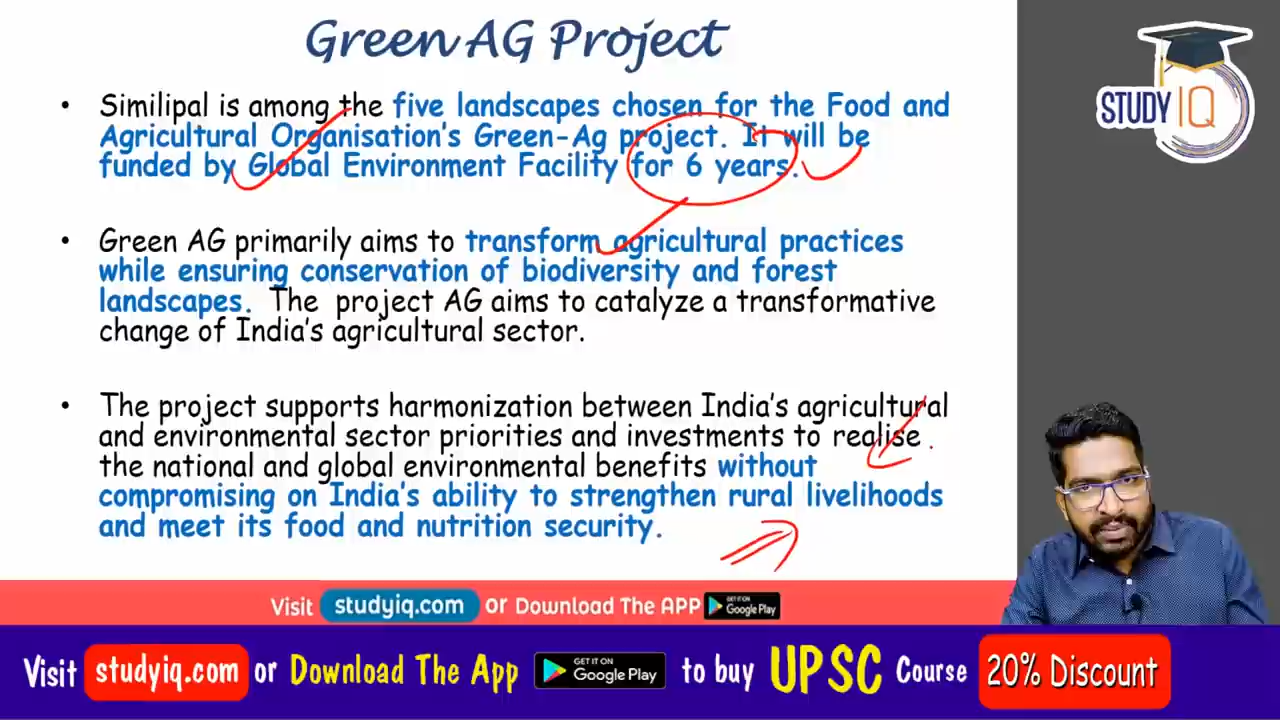 Green AG Project
• Similipal is among the five landscapes chosen for the Food and
Agricultural Organisation's Green-Ag project. It will be
funded by Global Environment Facility for 6 years.
• Green AG primarily aims to transform agricultural practices
while ensuring conservation of biodiversity and forest
landscapes. The project AG aims to catalyze a transformative
change of India's agricultural sector.
• The project supports harmonization between India's agricultural
and environmental sector priorities and investments to realise
the national and global environmental benefits without
compromising on India's ability to strengthen rural livelihoods
and meet its food and nutrition security.
STUDY IQ
Visit studyiq.com or Download The APP GET IT ON Google Play
Visit studyiq.com or Download The App GET IT ON Google Play to buy UPSC Course 20% Discount